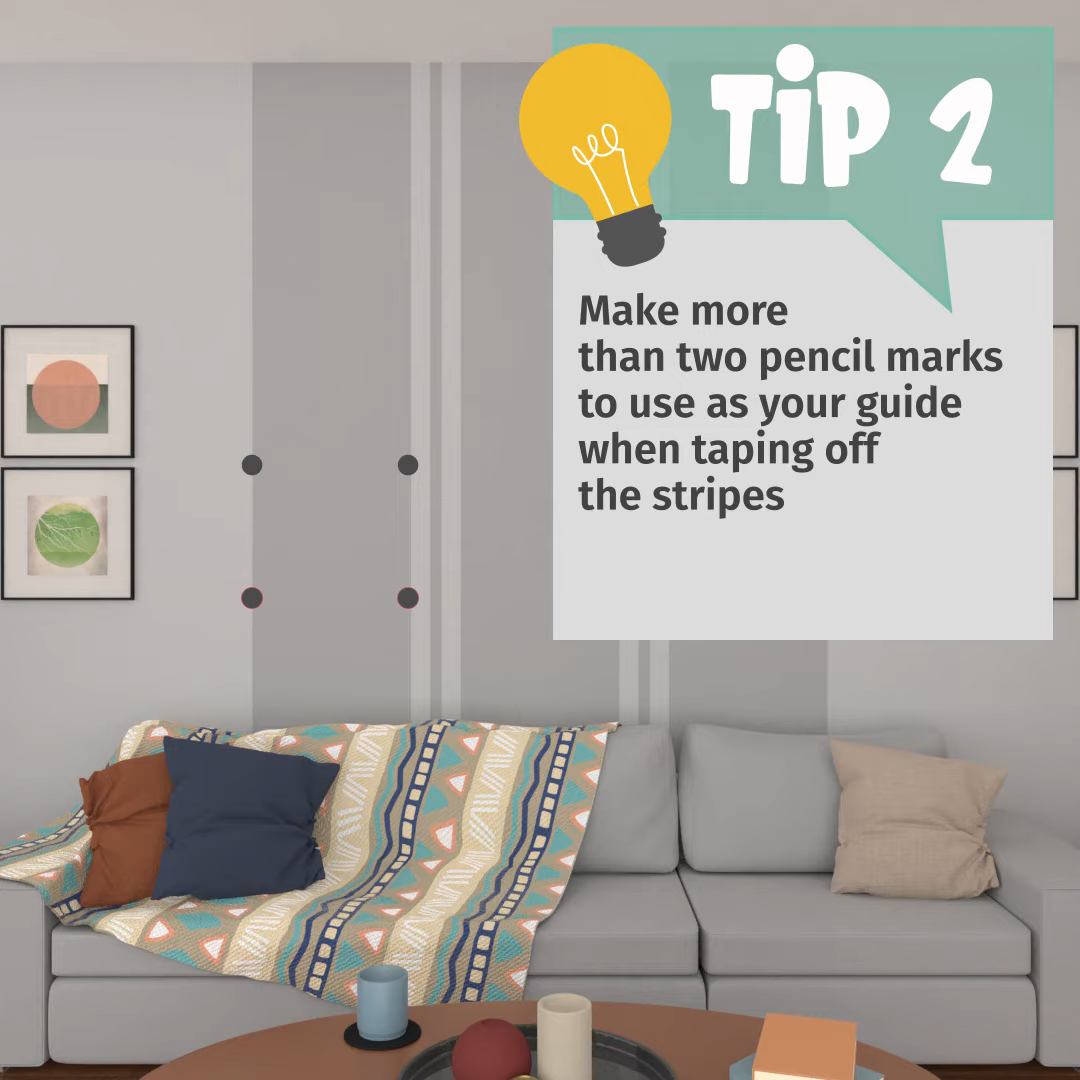 TiP 2
Make more
than two pencil marks
to use as your guide
when taping off
the stripes